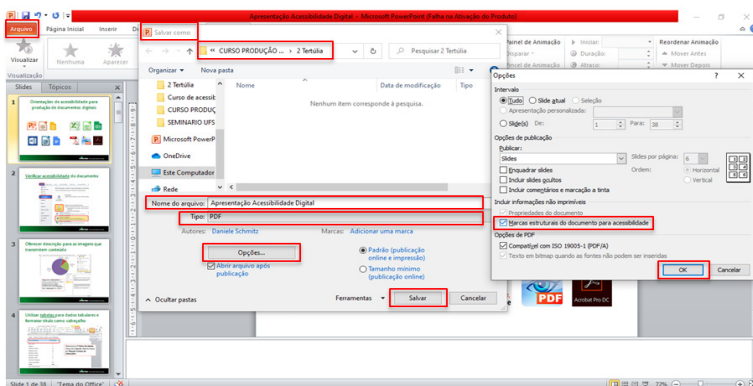 Apresentação Acessibilidade Digital - Microsoft PowerPoint (Falha na Ativação do Produto)
Arquivo Página Inicial Inserir
Visualizar Nenhuma Aparecer
Visualização
Slides Tópicos
1 Orientações de acessibilidade para
produção de documentos digitais
2 Verificar acessibilidade do documento
3 Oferecer descrição para as imagens que
transmitem conteúdo
4 Utilizar tabelas para dados tabulares e
formatar títulos como cabeçalho
Salvar como
« CURSO PRODUÇÃO ... › 2 Tertúlia
Pesquisar 2 Tertúlia
Organizar Nova pasta
2 Tertúlia
Curso de acessib
CURSO PRODUÇ
SEMINARIO UFS
Microsoft PowerP
OneDrive
Este Computador
Rede
Nome Data de modificação Tipo
Nenhum item corresponde à pesquisa.
Nome do arquivo: Apresentação Acessibilidade Digital
Tipo: PDF
Autores: Daniele Schmitz Marcas: Adicionar uma marca
Opções...
Abrir arquivo após
publicação
Padrão (publicação
online e impressão)
Tamanho mínimo
(publicação online)
Ocultar pastas Ferramentas Salvar Cancelar
Painel de Animação Iniciar: Reordenar Animação
Disparar Duração: Mover Antes
Pincel de Animação Atraso: Mover Depois
Opções ? X
Intervalo
Tudo Slide atual Seleção
Apresentação personalizada:
Slide(s) De: 1 Para: 38
Opções de publicação
Publicar:
Slides Slides por página: 6
Enquadrar slides Ordem: Horizontal
Incluir slides ocultos Vertical
Incluir comentários e marcação a tinta
Incluir informações não imprimíveis
Propriedades do documento
Marcas estruturais do documento para acessibilidade
Opções de PDF
Compatível com ISO 19005-1 (PDF/A)
Texto em bitmap quando as fontes não podem ser inseridas
OK Cancelar
PDF Acrobat Pro DC
Slide 1 de 38 "Tema do Office" 72%